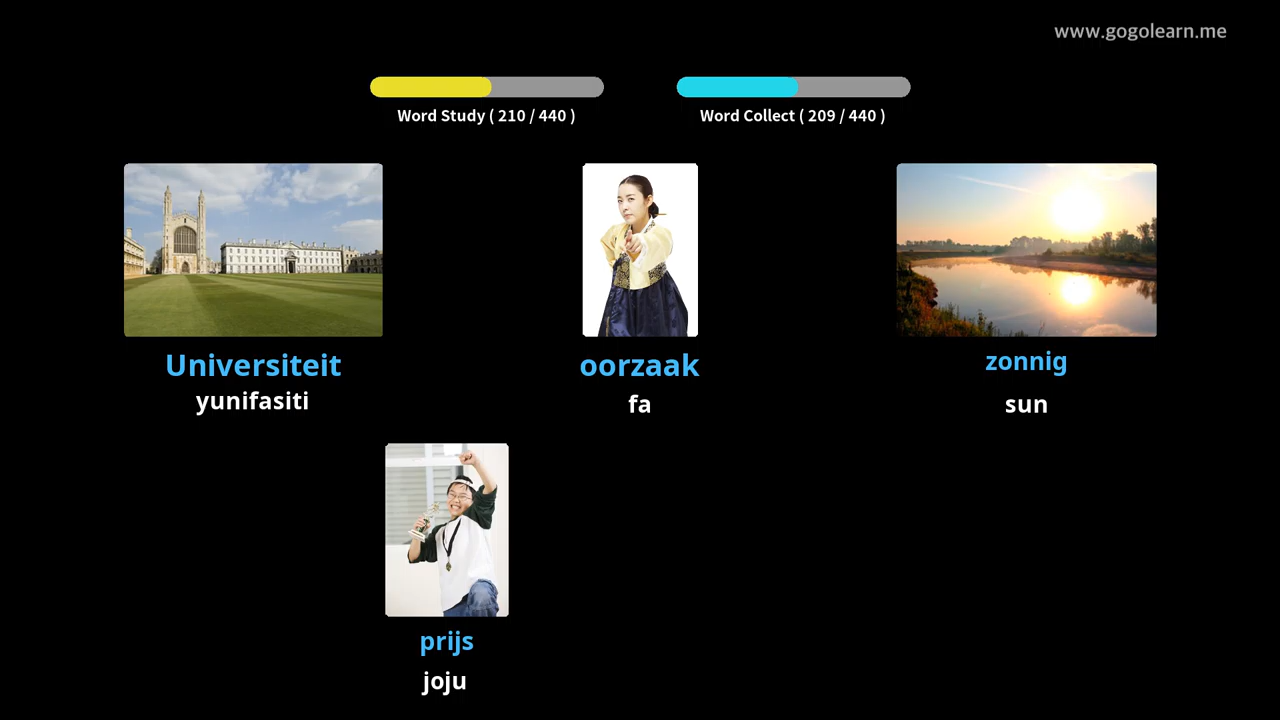 www.gogolearn.me
Word Study ( 210 / 440 )
Word Collect ( 209 / 440 )
Universiteit
yunifasiti
oorzaak
fa
zonnig
sun
prijs
joju